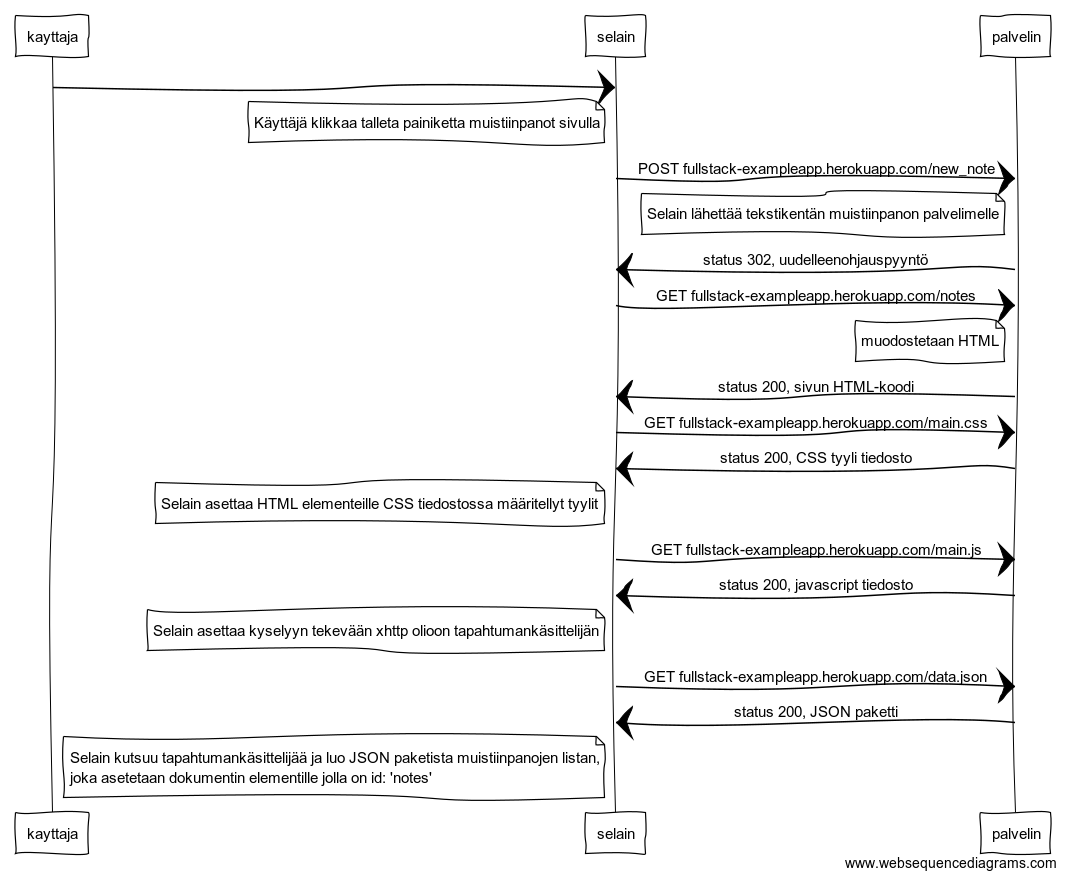 kayttaja
selain
palvelin
Käyttäjä klikkaa talleta painiketta muistiinpanot sivulla
POST fullstack-exampleapp.herokuapp.com/new_note
Selain lähettää tekstikentän muistiinpanon palvelimelle
status 302, uudelleenohjauspyyntö
GET fullstack-exampleapp.herokuapp.com/notes
muodostetaan HTML
status 200, sivun HTML-koodi
GET fullstack-exampleapp.herokuapp.com/main.css
status 200, CSS tyyli tiedosto
Selain asettaa HTML elementeille CSS tiedostossa määritellyt tyylit
GET fullstack-exampleapp.herokuapp.com/main.js
status 200, javascript tiedosto
Selain asettaa kyselyyn tekevään xhttp olioon tapahtumankäsittelijän
GET fullstack-exampleapp.herokuapp.com/data.json
status 200, JSON paketti
Selain kutsuu tapahtumankäsittelijää ja luo JSON paketista muistiinpanojen listan,
joka asetetaan dokumentin elementille jolla on id: 'notes'
kayttaja
selain
palvelin
www.websequencediagrams.com